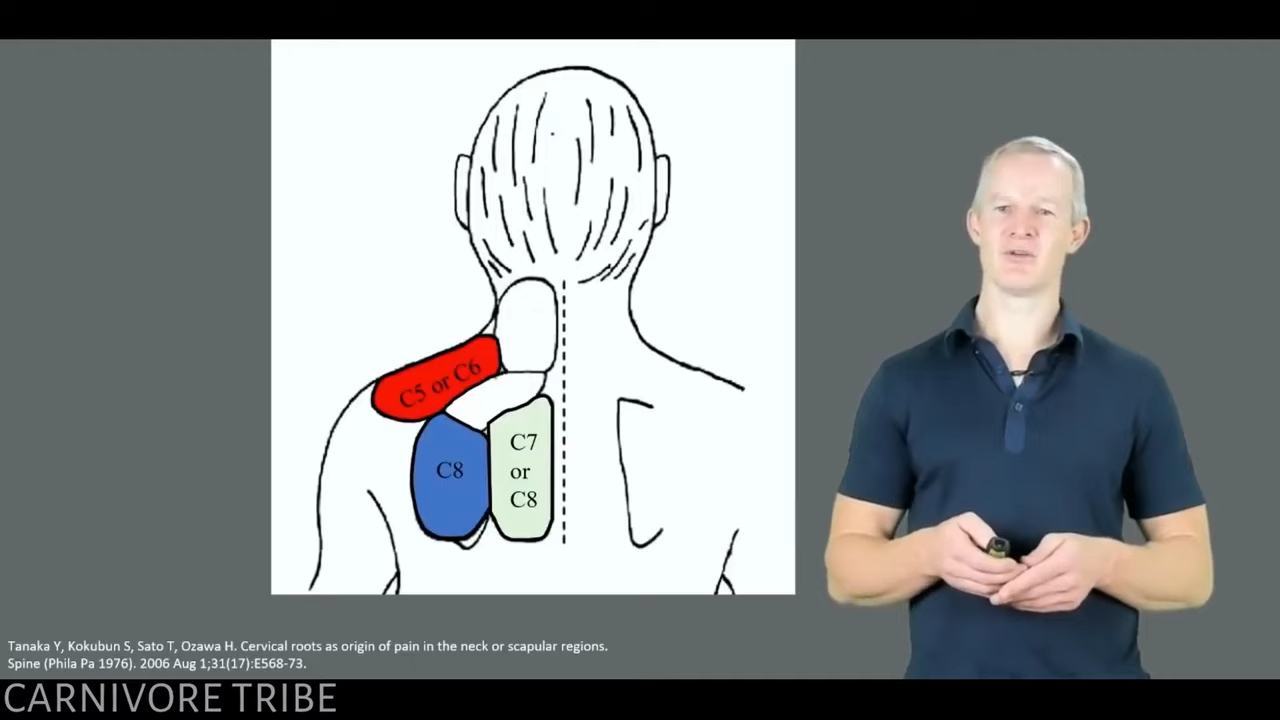 C5 or C6
C8
C7
or
C8
Tanaka Y, Kokubun S, Sato T, Ozawa H. Cervical roots as origin of pain in the neck or scapular regions.
Spine (Phila Pa 1976). 2006 Aug 1;31(17):E568-73.
CARNIVORE TRIBE